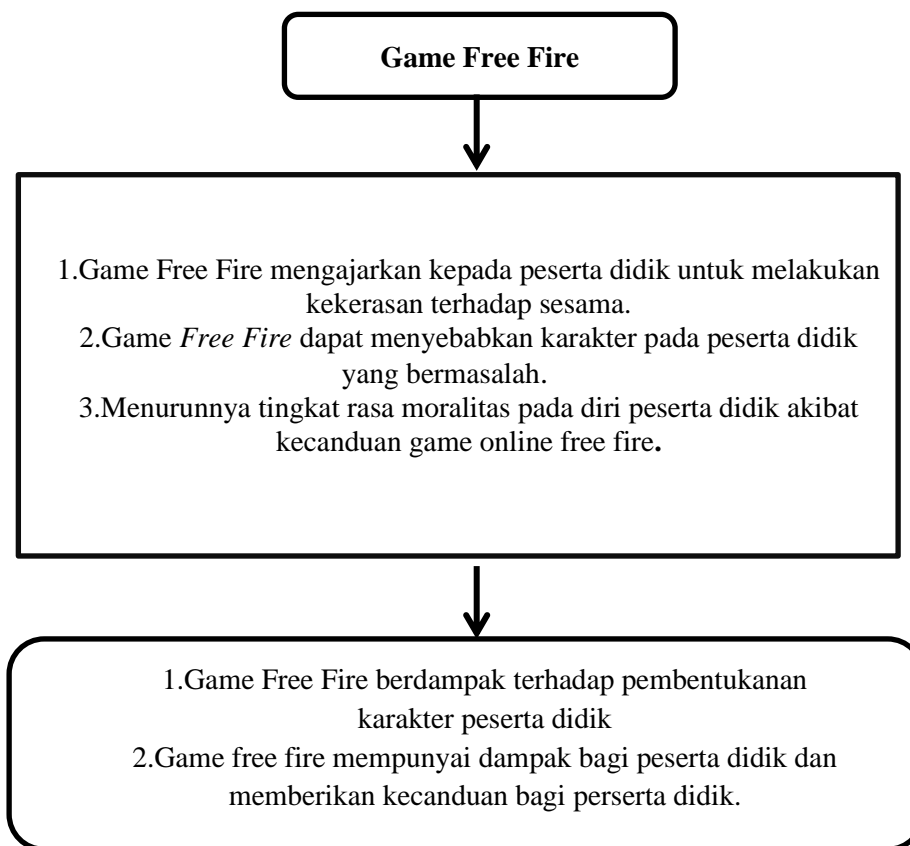 Game Free Fire
1.Game Free Fire mengajarkan kepada peserta didik untuk melakukan
kekerasan terhadap sesama.
2.Game Free Fire dapat menyebabkan karakter pada peserta didik
yang bermasalah.
3.Menurunnya tingkat rasa moralitas pada diri peserta didik akibat
kecanduan game online free fire.
1.Game Free Fire berdampak terhadap pembentukanan
karakter peserta didik
2.Game free fire mempunyai dampak bagi peserta didik dan
memberikan kecanduan bagi perserta didik.